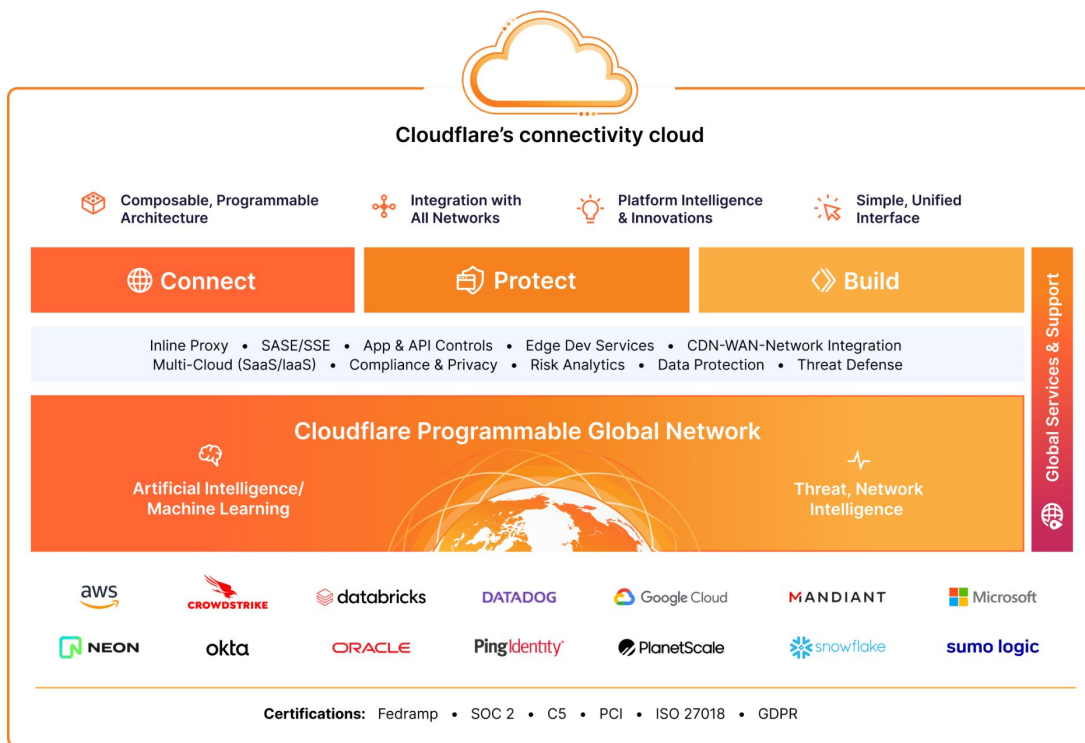 Cloudflare's connectivity cloud
Composable, Programmable
Architecture
Integration with
All Networks
Platform Intelligence
& Innovations
Simple, Unified
Interface
Connect
Protect
Build
Global Services & Support
Inline Proxy • SASE/SSE • App & API Controls • Edge Dev Services • CDN-WAN-Network Integration
Multi-Cloud (SaaS/IaaS) • Compliance & Privacy • Risk Analytics • Data Protection • Threat Defense
Cloudflare Programmable Global Network
Artificial Intelligence/
Machine Learning
Threat, Network
Intelligence
aws
CROWDSTRIKE
databricks
DATADOG
Google Cloud
MANDIANT
Microsoft
NEON
okta
ORACLE
PingIdentity
PlanetScale
snowflake
sumo logic
Certifications: Fedramp • SOC 2 • C5 • PCI • ISO 27018 • GDPR